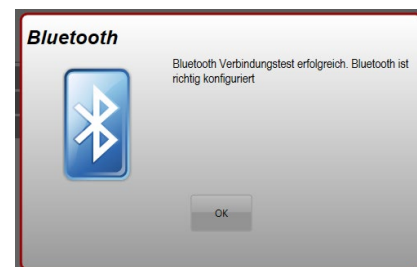 Bluetooth
Bluetooth Verbindungstest erfolgreich. Bluetooth ist
richtig konfiguriert
OK